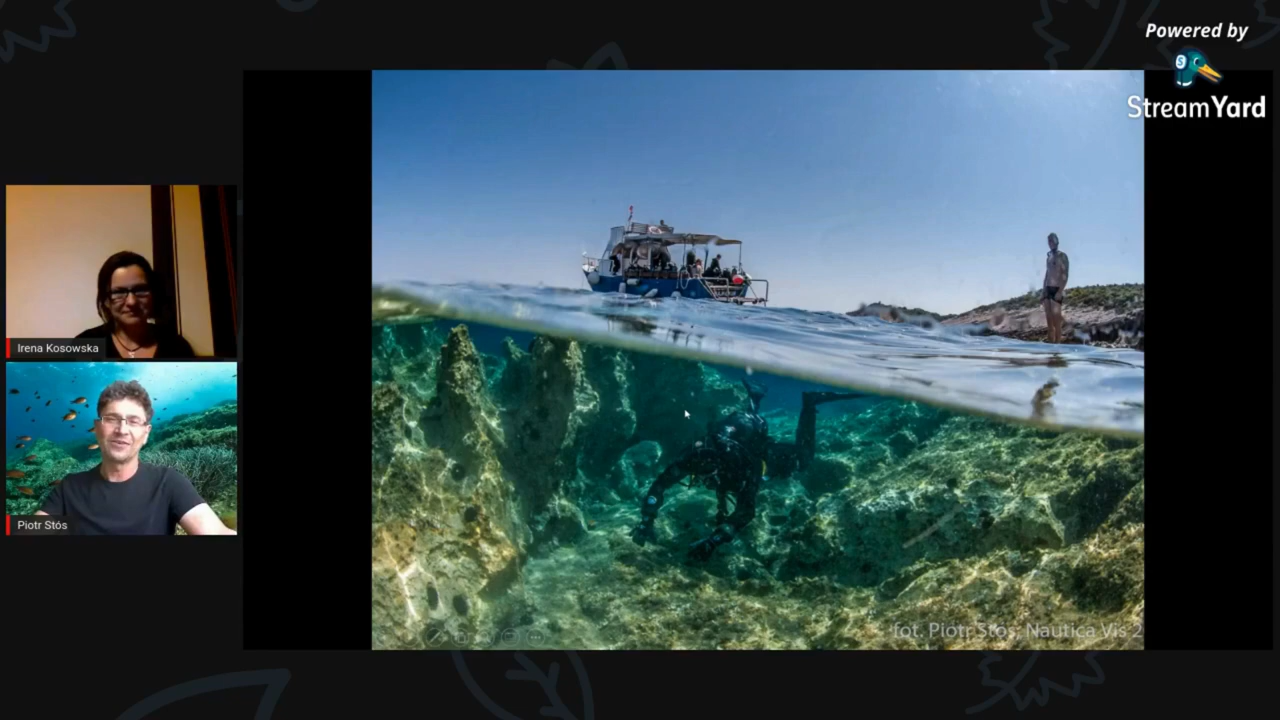 Powered by
StreamYard
Irena Kosowska
Piotr Stós
fot. Piotr Stós, Nautica Vis 2